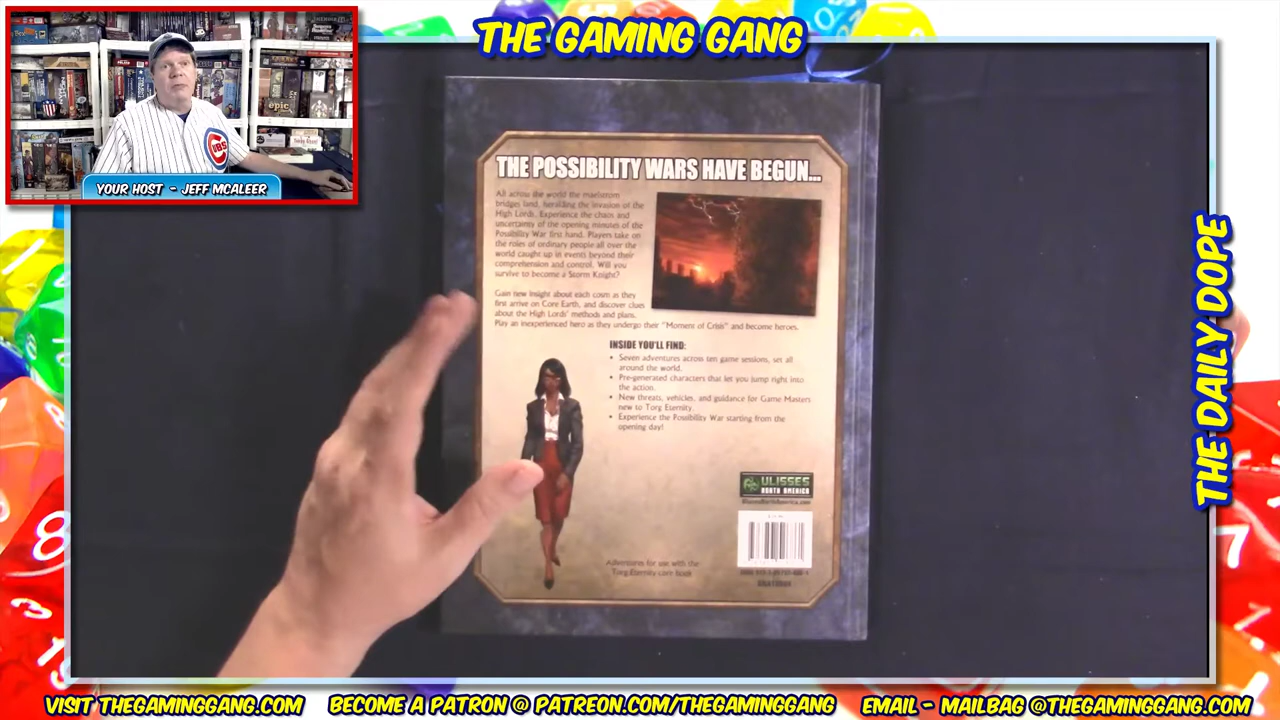 THE GAMING GANG
YOUR HOST - JEFF MCALEER
THE POSSIBILITY WARS HAVE BEGUN...
All across the world the maelstrom
bridges land, heralding the invasion of the
High Lords. Experience the chaos and
uncertainty of the opening minutes of the
Possibility War first hand. Players take on
the roles of ordinary people all over the
world caught up in events beyond their
comprehension and control. Will you
survive to become a Storm Knight?
Gain new insight about each cosm as they
first arrive on Core Earth, and discover clues
about the High Lords' methods and plans.
Play an inexperienced hero as they undergo their "Moment of Crisis" and become heroes.
INSIDE YOU'LL FIND:
• Seven adventures across ten game sessions, set all
around the world.
• Pre-generated characters that let you jump right into
the action.
• New threats, vehicles, and guidance for Game Masters
new to Torg Eternity.
• Experience the Possibility War starting from the
opening day!
ULISSES
NORTH AMERICA
Adventures for use with the
Torg Eternity core book
THE DAILY DOPE
VISIT THEGAMINGGANG.COM BECOME A PATRON @ PATREON.COM/THEGAMINGGANG EMAIL - MAILBAG @THEGAMINGGANG.COM